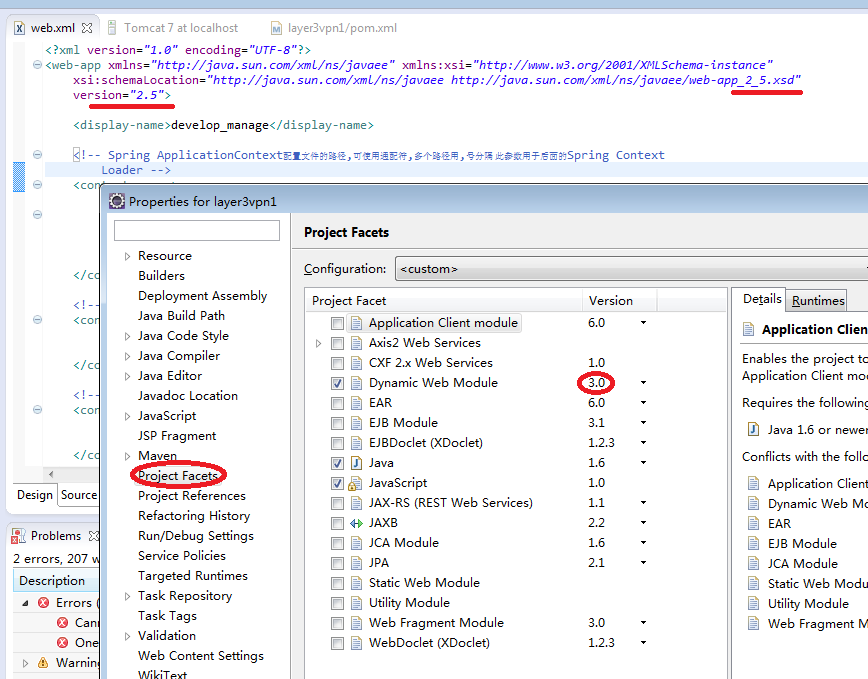 web.xml
Tomcat 7 at localhost
layer3vpn1/pom.xml
<?xml version="1.0" encoding="UTF-8"?>
<web-app xmlns="http://java.sun.com/xml/ns/javaee" xmlns:xsi="http://www.w3.org/2001/XMLSchema-instance"
xsi:schemaLocation="http://java.sun.com/xml/ns/javaee http://java.sun.com/xml/ns/javaee/web-app_2_5.xsd"
version="2.5">
<display-name>develop_manage</display-name>
<!-- Spring ApplicationContext配置文件的路径,可使用通配符,多个路径用,号分隔 此参数用于后面的Spring Context
Loader -->
<con
</co
<!--
<con
</co
<!--
<con
</co
Design
Source
Problems
2 errors, 207 w
Description
Errors (
Cann
One
Warning
Properties for layer3vpn1
Resource
Builders
Deployment Assembly
Java Build Path
Java Code Style
Java Compiler
Java Editor
Javadoc Location
JavaScript
JSP Fragment
Maven
Project Facets
Project References
Refactoring History
Run/Debug Settings
Service Policies
Targeted Runtimes
Task Repository
Task Tags
Validation
Web Content Settings
WikiText
Project Facets
Configuration: <custom>
Project Facet Version
Application Client module 6.0
Axis2 Web Services
CXF 2.x Web Services 1.0
Dynamic Web Module 3.0
EAR 6.0
EJB Module 3.1
EJBDoclet (XDoclet) 1.2.3
Java 1.6
JavaScript 1.0
JAX-RS (REST Web Services) 1.1
JAXB 2.2
JCA Module 1.6
JPA 2.1
Static Web Module
Utility Module
Web Fragment Module 3.0
WebDoclet (XDoclet) 1.2.3
Details
Runtimes
Application Clien
Enables the project to
Application Client mo
Requires the following
Java 1.6 or newer
Conflicts with the follo
Application Client
Dynamic Web Mo
EAR
EJB Module
JCA Module
Static Web Modu
Utility Module
Web Fragment M